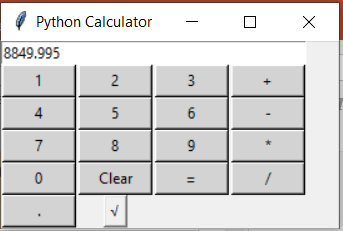 Python Calculator
8849.995
1 2 3 +
4 5 6 -
7 8 9 *
0 Clear = /
. √